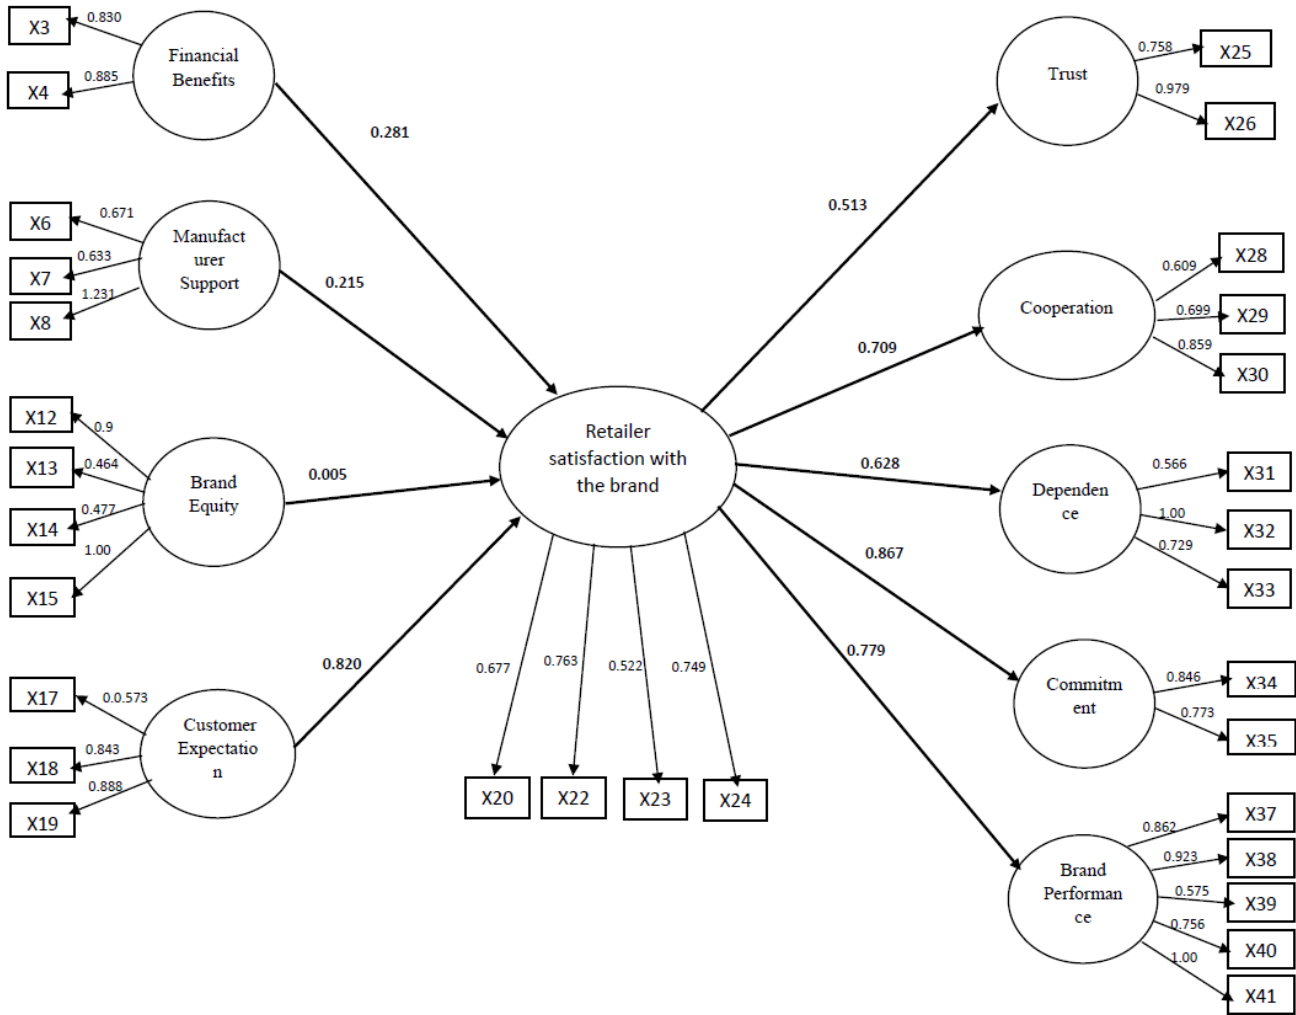 X3
0.830
X4
0.885
Financial
Benefits
0.281
X6
0.671
X7
0.633
X8
1.231
Manufact
urer
Support
0.215
X12
0.9
X13
0.464
X14
0.477
X15
1.00
Brand
Equity
0.005
X17
0.0.573
X18
0.843
X19
0.888
Customer
Expectatio
n
0.820
Retailer
satisfaction with
the brand
0.677
0.763
0.522
0.749
X20
X22
X23
X24
0.513
Trust
0.758
X25
0.979
X26
0.709
Cooperation
0.609
X28
0.699
X29
0.859
X30
0.628
Dependen
ce
0.566
X31
1.00
X32
0.729
X33
0.867
Commitm
ent
0.846
X34
0.773
X35
0.779
Brand
Performan
ce
0.862
X37
0.923
X38
0.575
X39
0.756
X40
1.00
X41